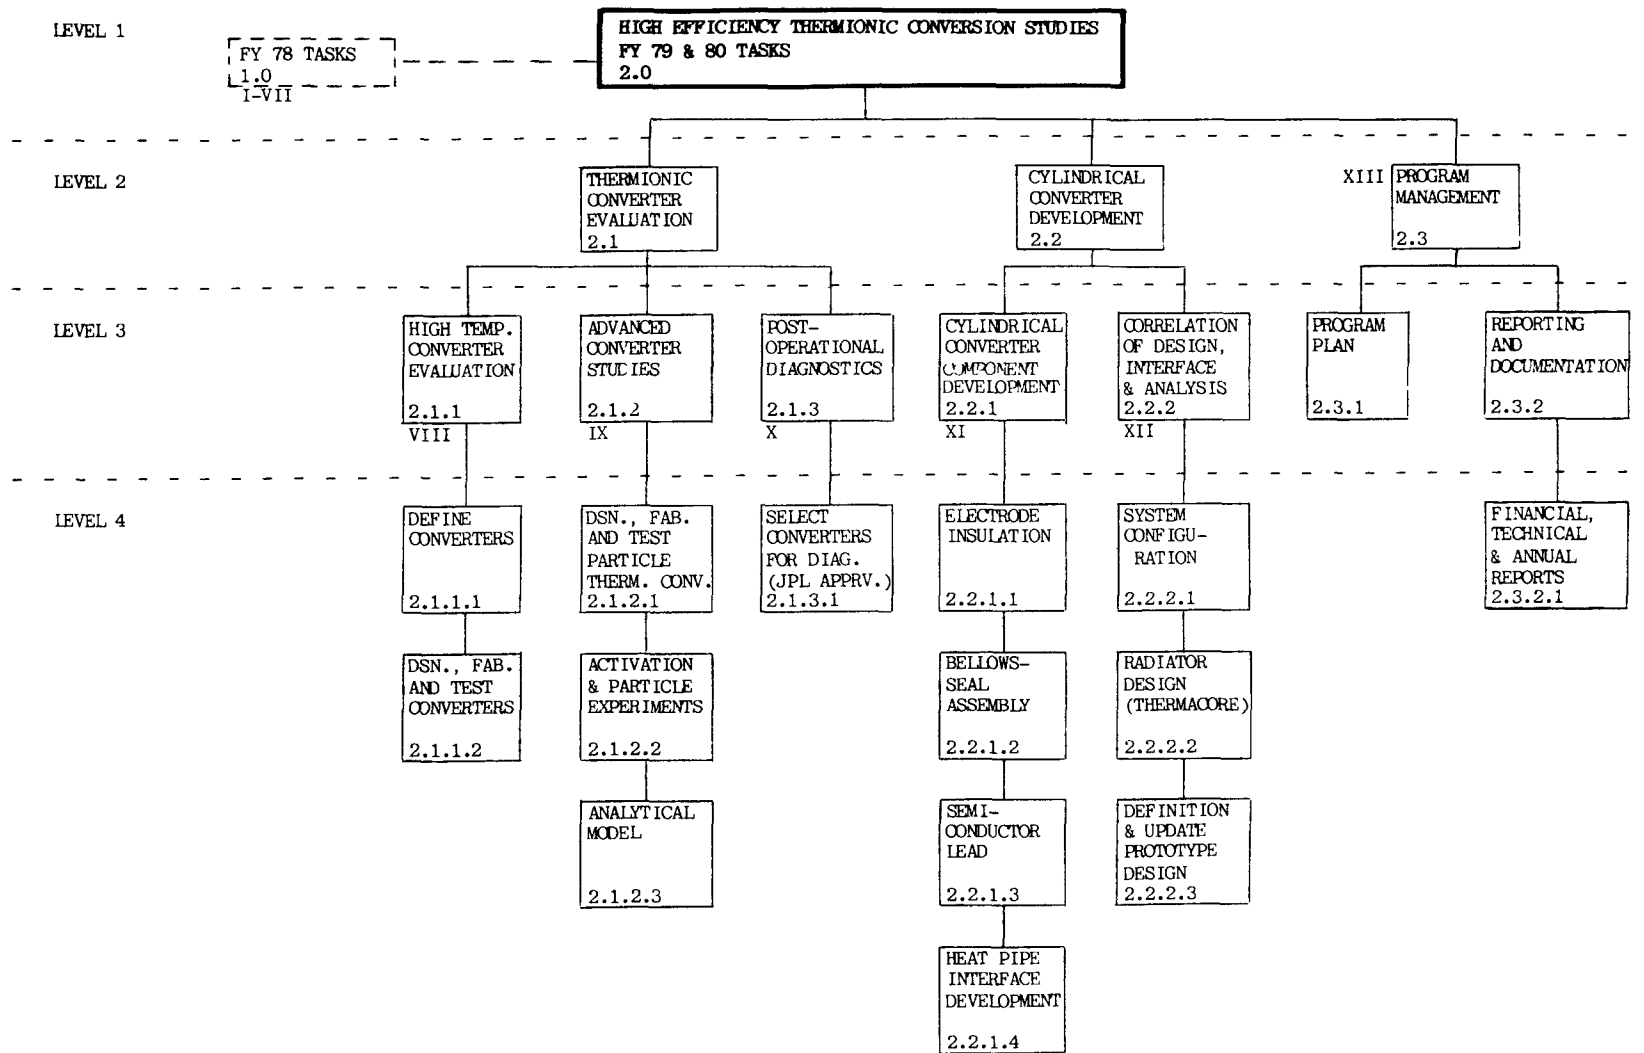 LEVEL 1
HIGH EFFICIENCY THERMIONIC CONVERSION STUDIES
FY 79 & 80 TASKS
2.0
FY 78 TASKS
1.0
I-VII
LEVEL 2
THERMIONIC
CONVERTER
EVALUATION
2.1
CYLINDRICAL
CONVERTER
DEVELOPMENT
2.2
XIII
PROGRAM
MANAGEMENT
2.3
LEVEL 3
HIGH TEMP.
CONVERTER
EVALUATION
2.1.1
VIII
ADVANCED
CONVERTER
STUDIES
2.1.2
IX
POST-
OPERATIONAL
DIAGNOSTICS
2.1.3
X
CYLINDRICAL
CONVERTER
COMPONENT
DEVELOPMENT
2.2.1
XI
CORRELATION
OF DESIGN,
INTERFACE
& ANALYSIS
2.2.2
XII
PROGRAM
PLAN
2.3.1
REPORTING
AND
DOCUMENTATION
2.3.2
LEVEL 4
DEFINE
CONVERTERS
2.1.1.1
DSN., FAB.
AND TEST
PARTICLE
THERM. CONV.
2.1.2.1
SELECT
CONVERTERS
FOR DIAG.
(JPL APPRV.)
2.1.3.1
ELECTRODE
INSULATION
2.2.1.1
SYSTEM
CONFIGU-
RATION
2.2.2.1
FINANCIAL,
TECHNICAL
& ANNUAL
REPORTS
2.3.2.1
DSN., FAB.
AND TEST
CONVERTERS
2.1.1.2
ACTIVATION
& PARTICLE
EXPERIMENTS
2.1.2.2
BELLOWS-
SEAL
ASSEMBLY
2.2.1.2
RADIATOR
DESIGN
(THERMACORE)
2.2.2.2
ANALYTICAL
MODEL
2.1.2.3
SEMI-
CONDUCTOR
LEAD
2.2.1.3
DEFINITION
& UPDATE
PROTOTYPE
DESIGN
2.2.2.3
HEAT PIPE
INTERFACE
DEVELOPMENT
2.2.1.4